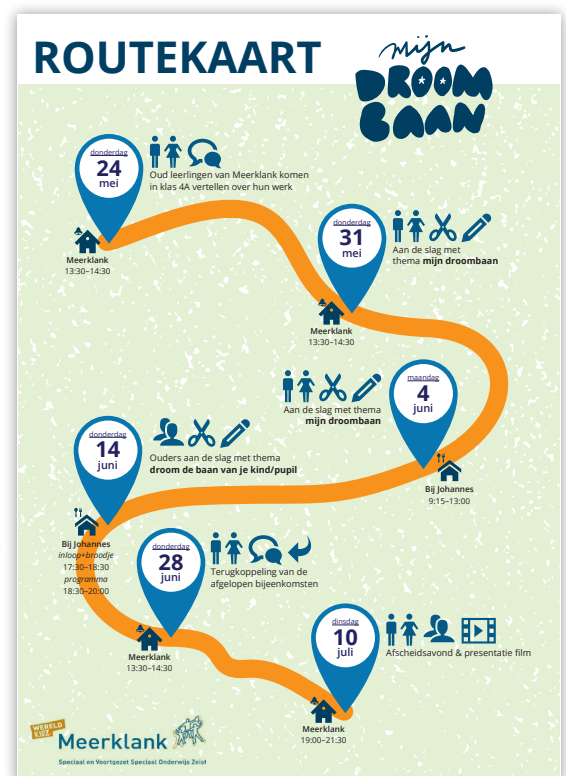 ROUTEKAART
mijn
DROOM
BAAN
donderdag
24
mei
Oud leerlingen van Meerklank komen
in klas 4A vertellen over hun werk
Meerklank
13:30–14:30
donderdag
31
mei
Aan de slag met
thema mijn droombaan
Meerklank
13:30–14:30
maandag
4
juni
Aan de slag met thema
mijn droombaan
Bij Johannes
9:15–13:00
donderdag
14
juni
Ouders aan de slag met thema
droom de baan van je kind/pupil
Bij Johannes
inloop+broodje
17:30–18:30
programma
18:30–20:00
donderdag
28
juni
Terugkoppeling van de
afgelopen bijeenkomsten
Meerklank
13:30–14:30
dinsdag
10
juli
Afscheidsavond & presentatie film
Meerklank
19:00–21:30
WERELD
KIDZ
Meerklank
Speciaal en Voortgezet Speciaal Onderwijs Zeist